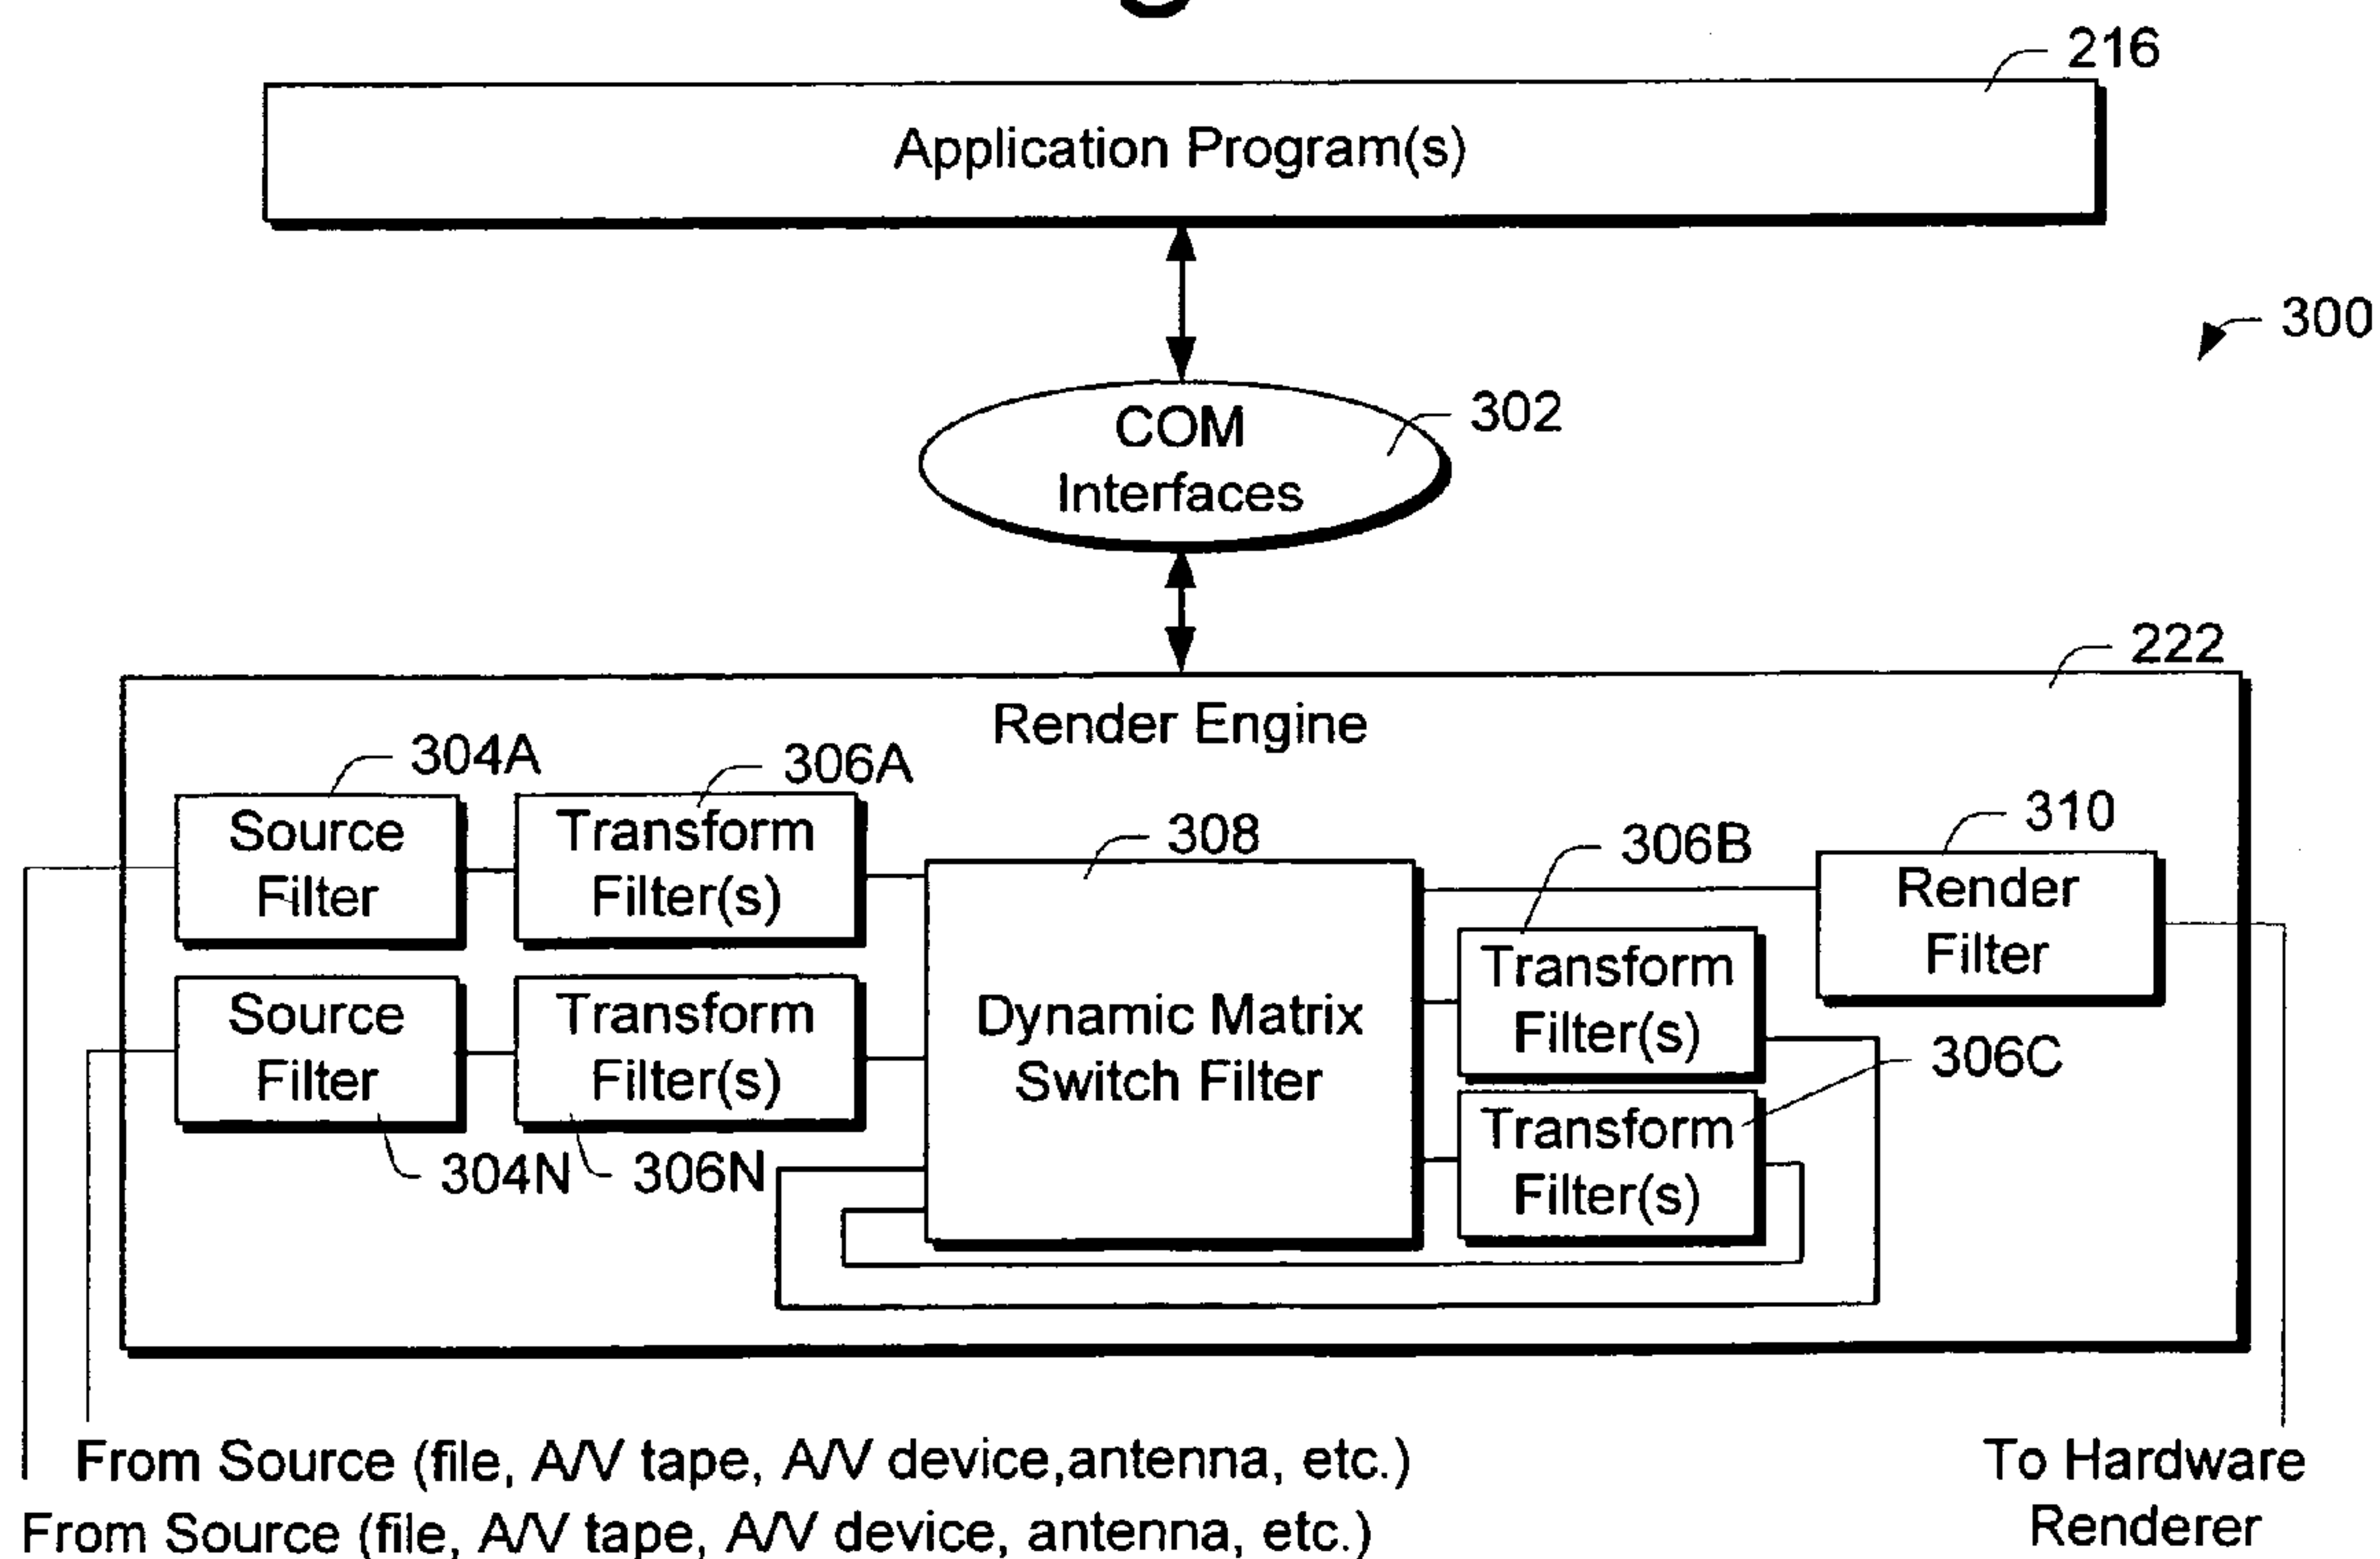 216
Application Program(s)
300
COM
Interfaces
302
222
Render Engine
304A
306A
Source
Filter
Transform
Filter(s)
308
306B
310
Render
Filter
Source
Filter
Transform
Filter(s)
Dynamic Matrix
Switch Filter
Transform
Filter(s)
306C
Transform
Filter(s)
304N
306N
From Source (file, A/V tape, A/V device,antenna, etc.)
From Source (file, A/V tape, A/V device, antenna, etc.)
To Hardware
Renderer